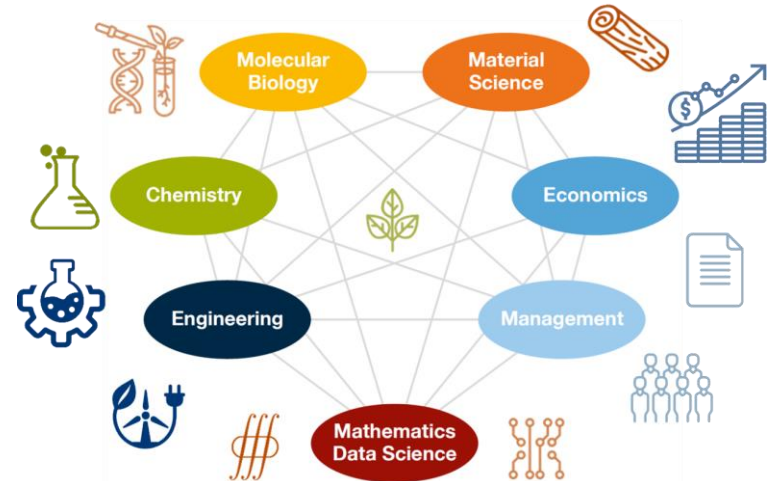 Molecular
Biology
Material
Science
$
Chemistry
Economics
Engineering
Management
Mathematics
Data Science